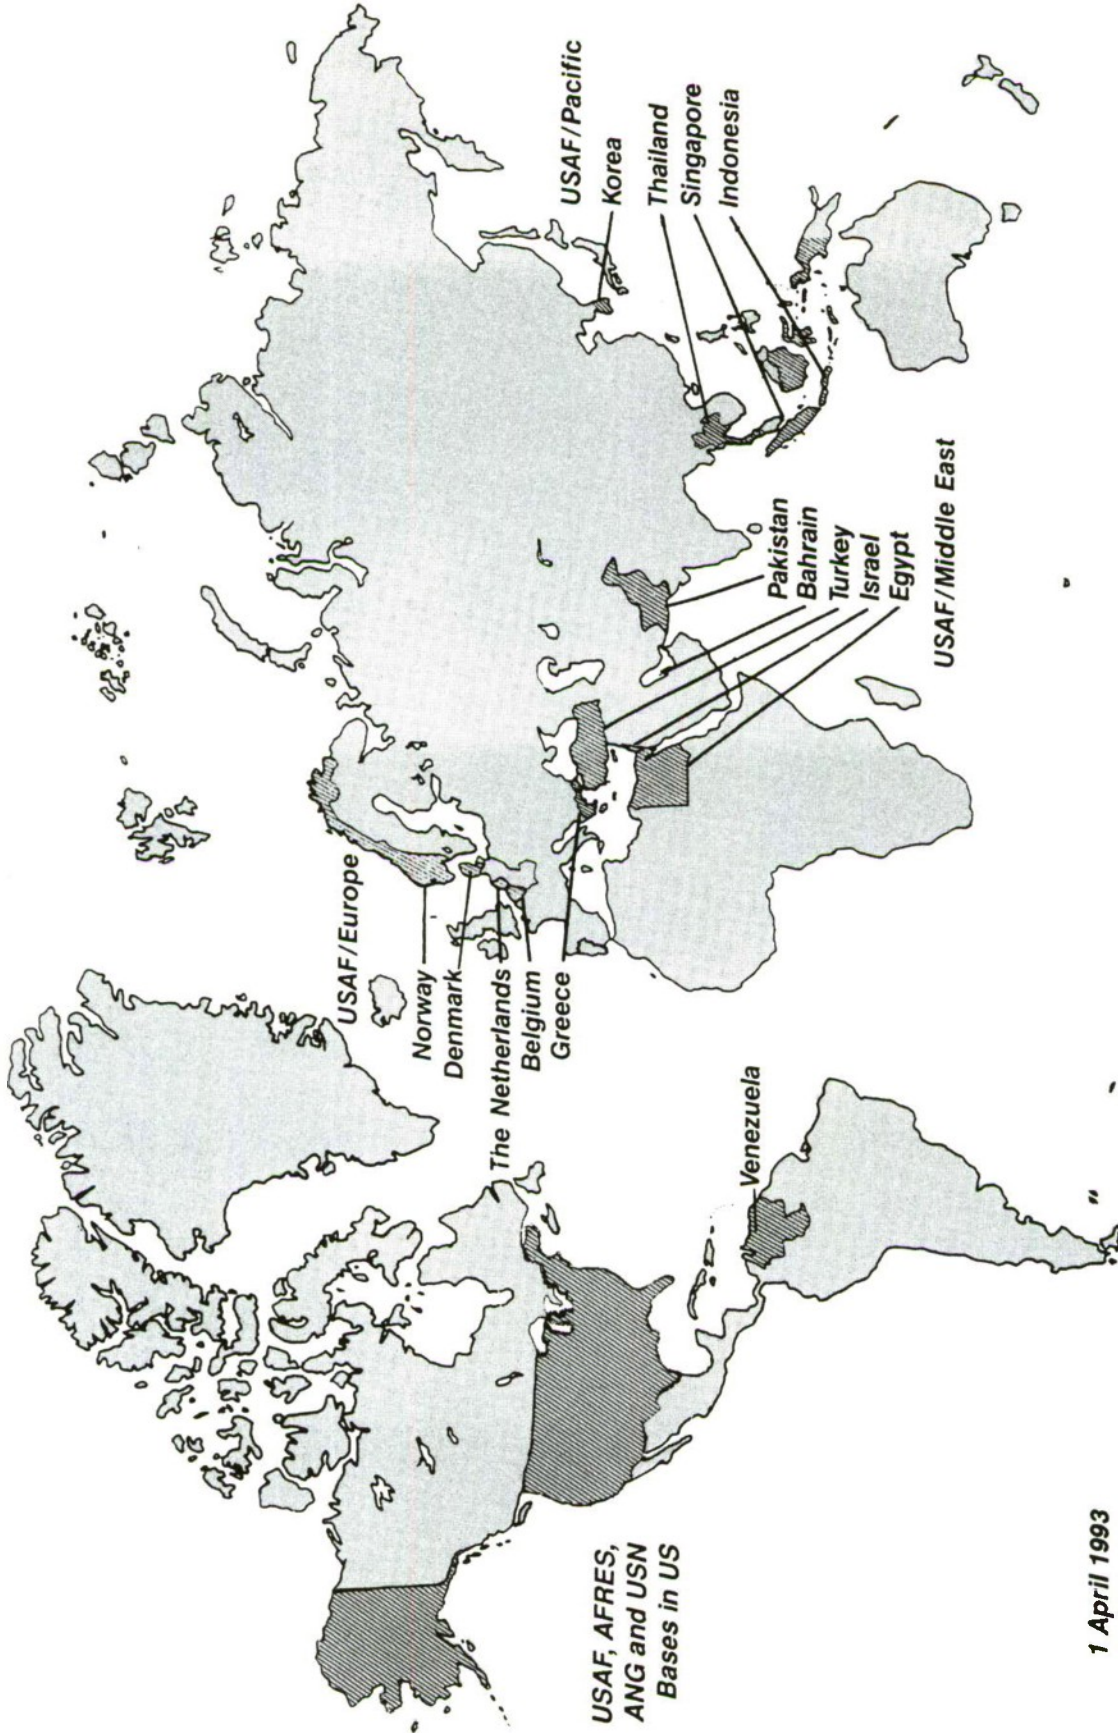 USAF/Europe
Norway
Denmark
The Netherlands
Belgium
Greece
USAF/Pacific
Korea
Thailand
Singapore
Indonesia
Pakistan
Bahrain
Turkey
Israel
Egypt
USAF/Middle East
Venezuela
USAF, AFRES,
ANG and USN
Bases in US
1 April 1993